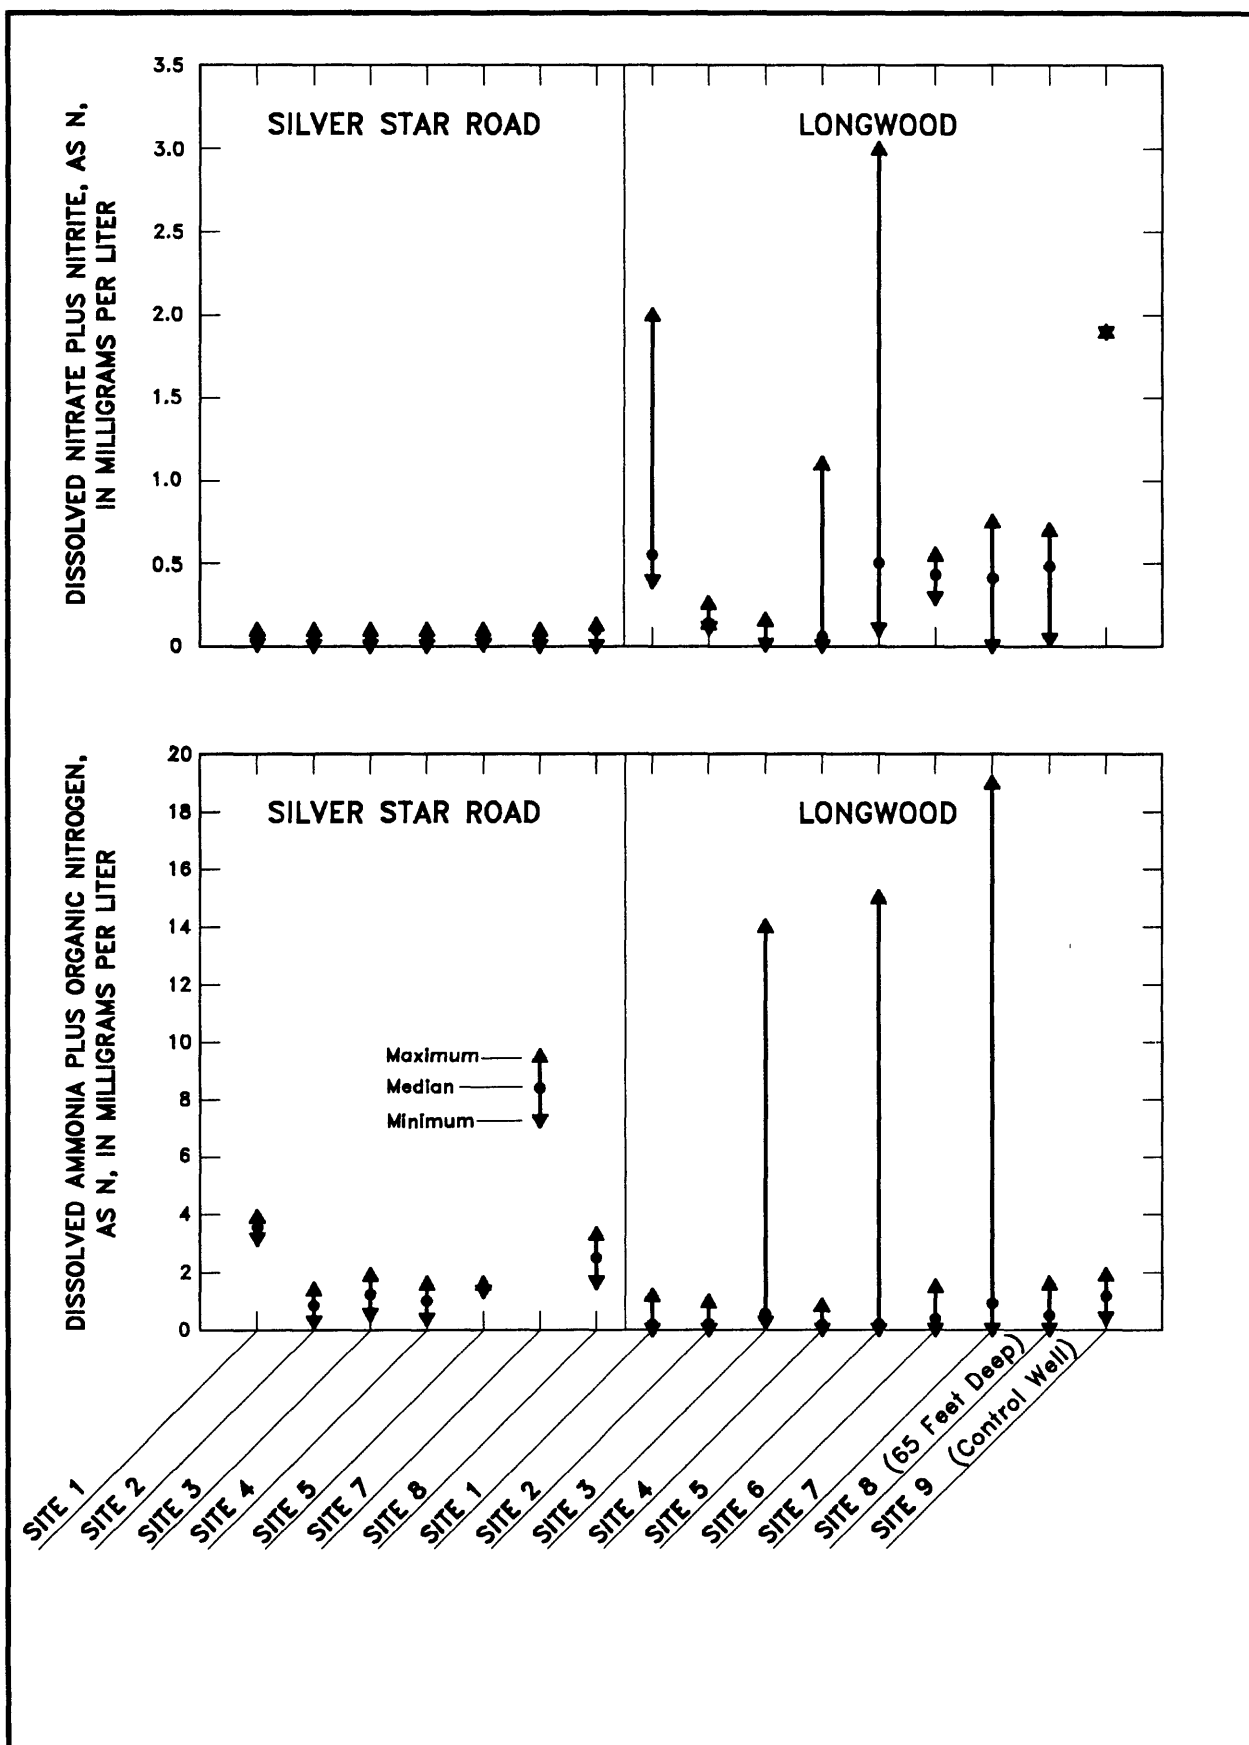 DISSOLVED NITRATE PLUS NITRITE, AS N,
IN MILLIGRAMS PER LITER
3.5
3.0
2.5
2.0
1.5
1.0
0.5
0
SILVER STAR ROAD
LONGWOOD
DISSOLVED AMMONIA PLUS ORGANIC NITROGEN,
AS N, IN MILLIGRAMS PER LITER
20
18
16
14
12
10
8
6
4
2
0
SILVER STAR ROAD
LONGWOOD
Maximum
Median
Minimum
SITE 1
SITE 2
SITE 3
SITE 4
SITE 5
SITE 7
SITE 8
SITE 1
SITE 2
SITE 3
SITE 4
SITE 5
SITE 6
SITE 7
SITE 8 (65 Feet Deep)
SITE 9 (Control Well)